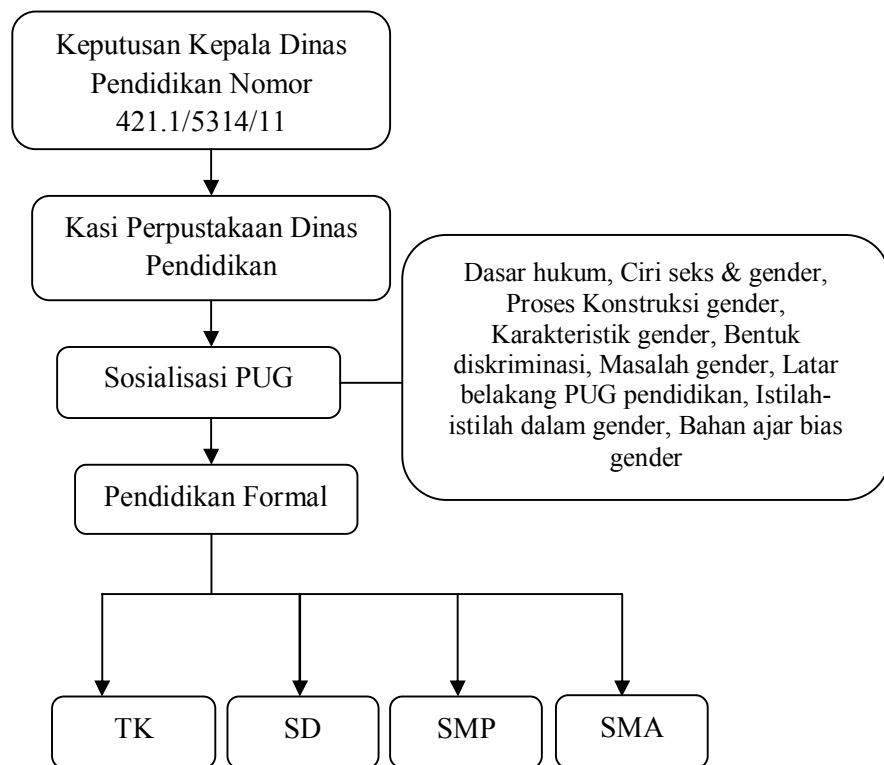 Keputusan Kepala Dinas
Pendidikan Nomor
421.1/5314/11
Kasi Perpustakaan Dinas
Pendidikan
Sosialisasi PUG
Dasar hukum, Ciri seks & gender,
Proses Konstruksi gender,
Karakteristik gender, Bentuk
diskriminasi, Masalah gender, Latar
belakang PUG pendidikan, Istilah-
istilah dalam gender, Bahan ajar bias
gender
Pendidikan Formal
TK
SD
SMP
SMA